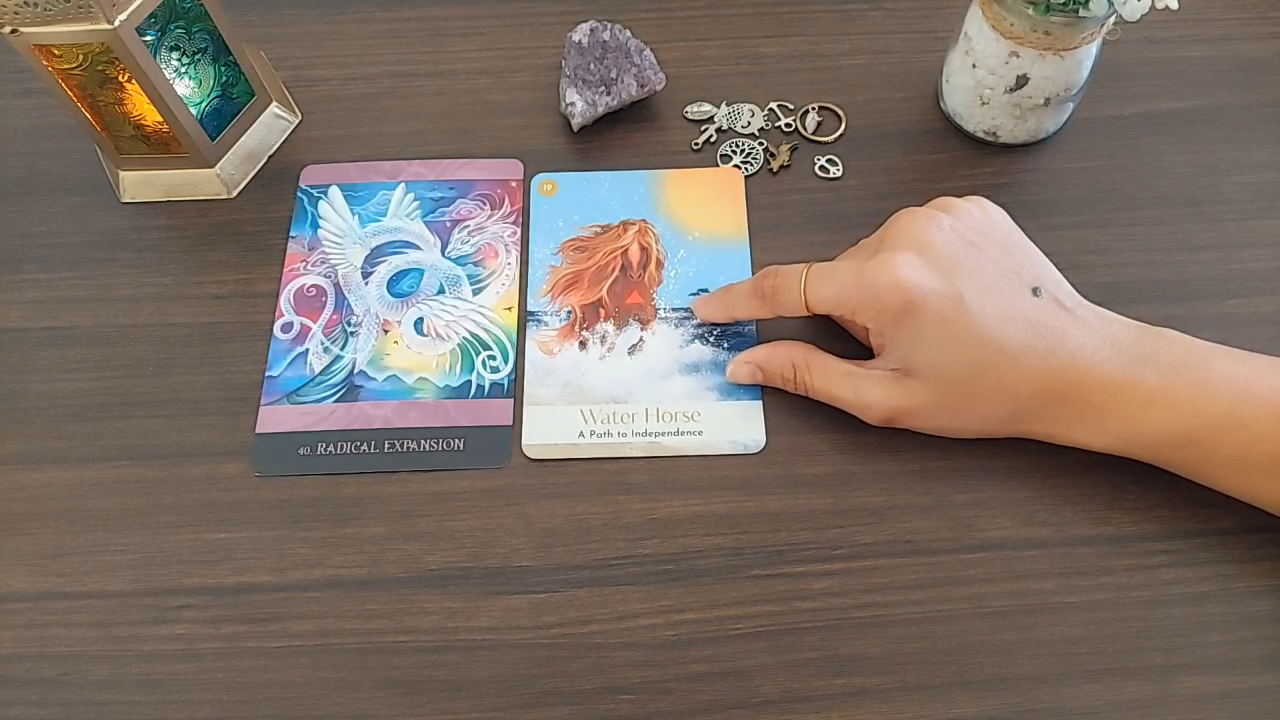 40. RADICAL EXPANSION
19
Water Horse
A Path to Independence